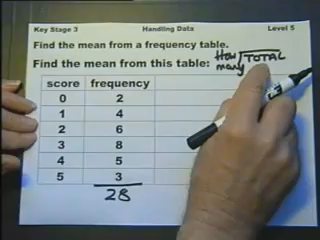 Key Stage 3 Handling Data Level 5
Find the mean from a frequency table.
Find the mean from this table: How many TOTAL
score frequency
0 2
1 4
2 6
3 8
4 5
5 3
28